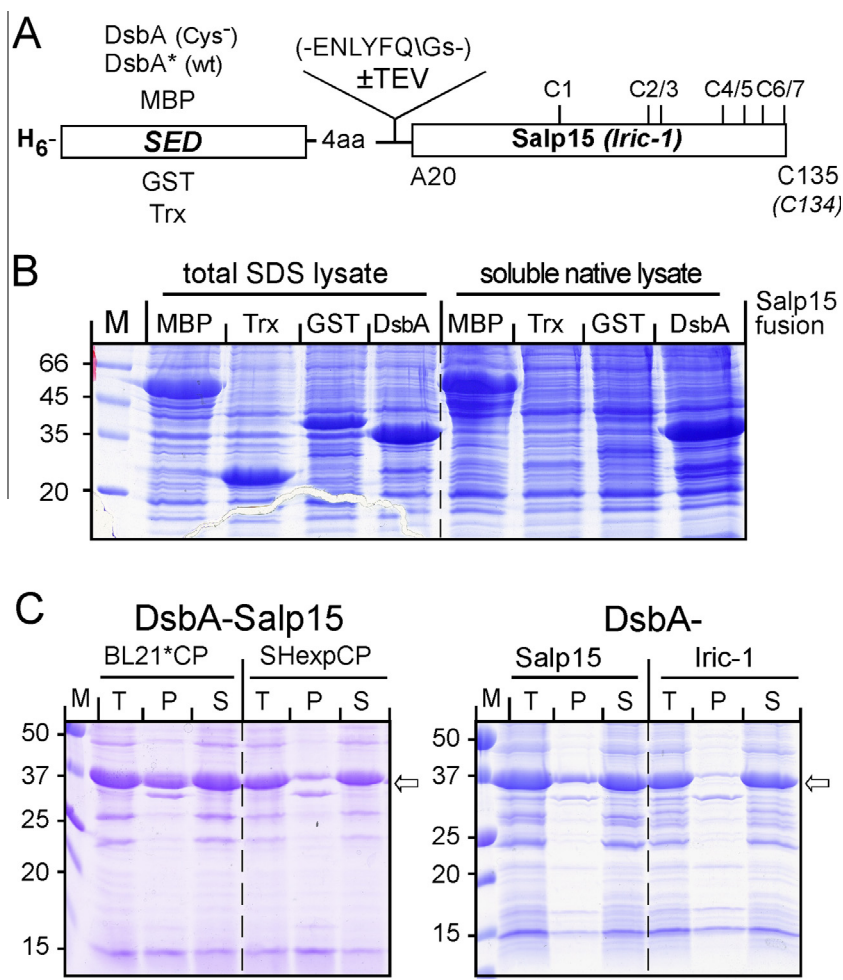 A
DsbA (Cys⁻)
DsbA* (wt)
MBP
(-ENLYFQ\Gs-)
±TEV
C1 C2/3 C4/5 C6/7
H₆- SED 4aa Salp15 (Iric-1)
GST
Trx
A20
C135
(C134)
B
total SDS lysate soluble native lysate
M MBP Trx GST DsbA MBP Trx GST DsbA
Salp15
fusion
66
45
35
20
C
DsbA-Salp15
BL21*CP SHexpCP
M T P S T P S
50
37
25
20
15
DsbA-
Salp15 Iric-1
M T P S T P S
50
37
25
20
15